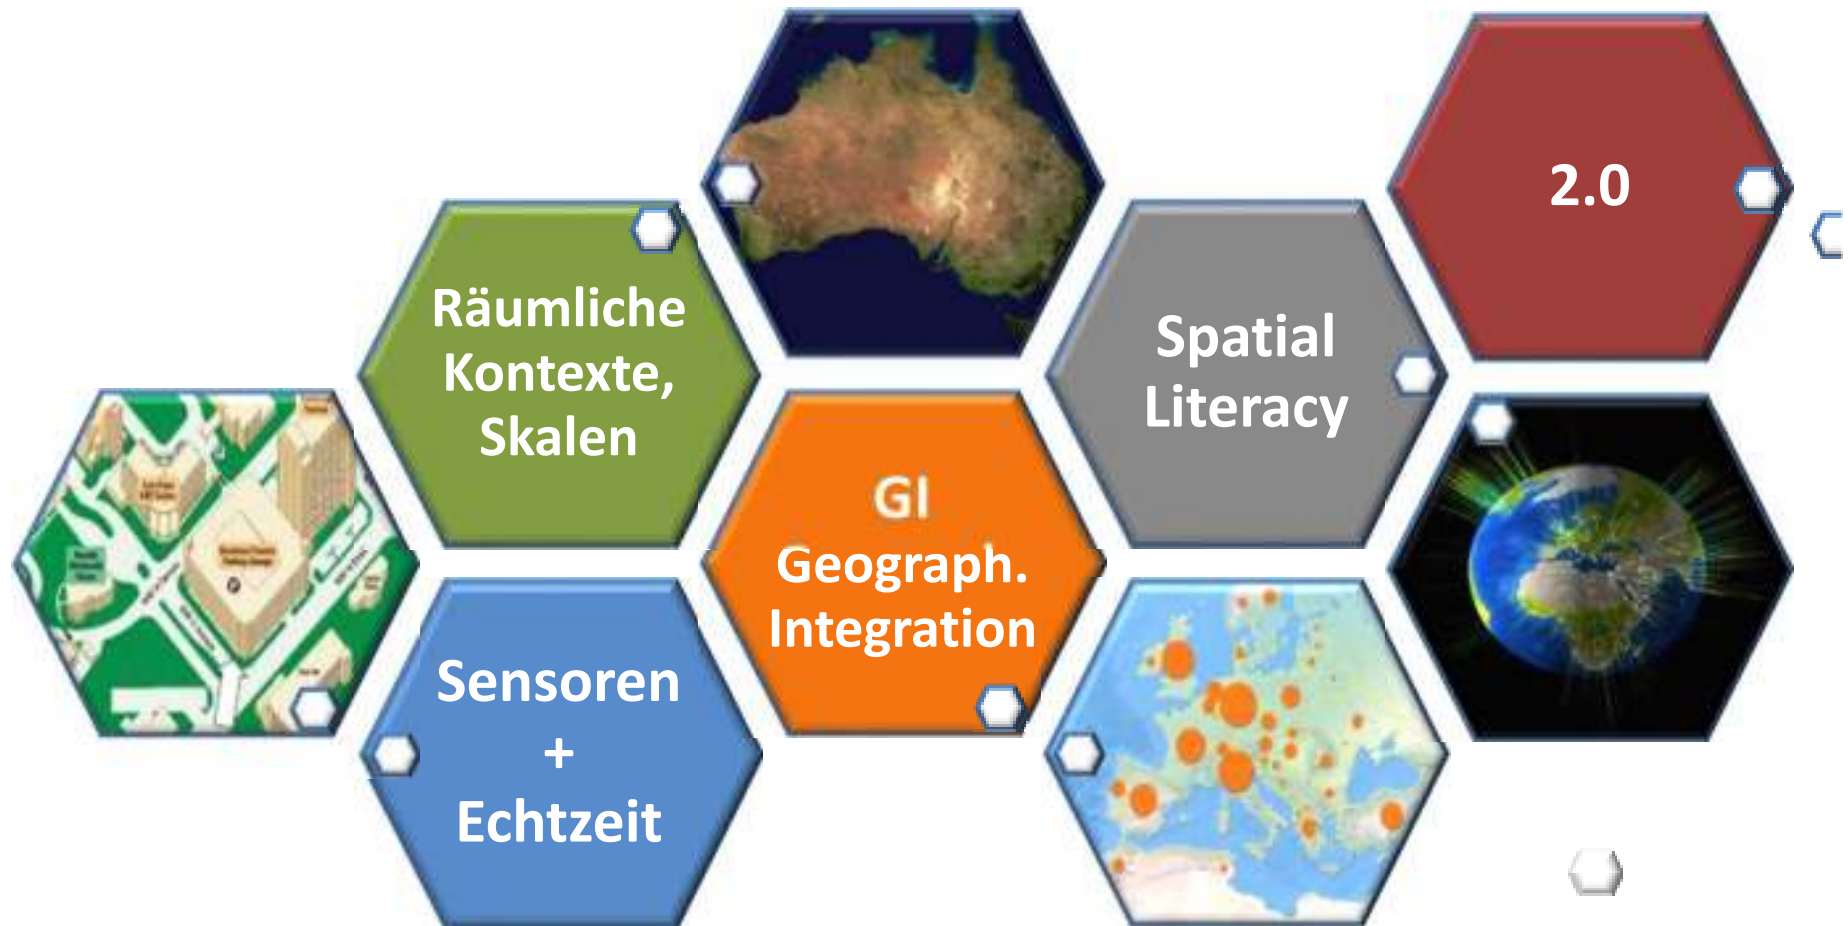 2.0
Räumliche
Kontexte,
Skalen
Spatial
Literacy
GI
Geograph.
Integration
Sensoren
+
Echtzeit